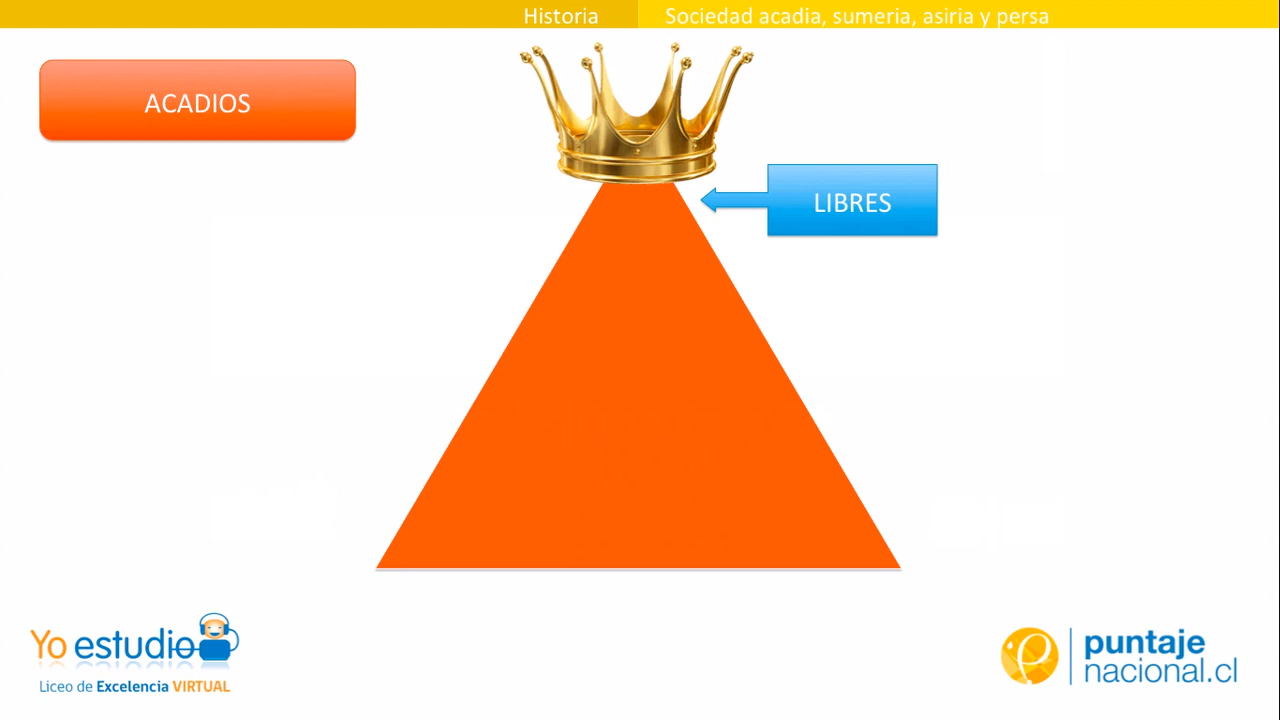 Historia
Sociedad acadia, sumeria, asiria y persa
ACADIOS
LIBRES
Yo estudio
Liceo de Excelencia VIRTUAL
puntaje
nacional.cl